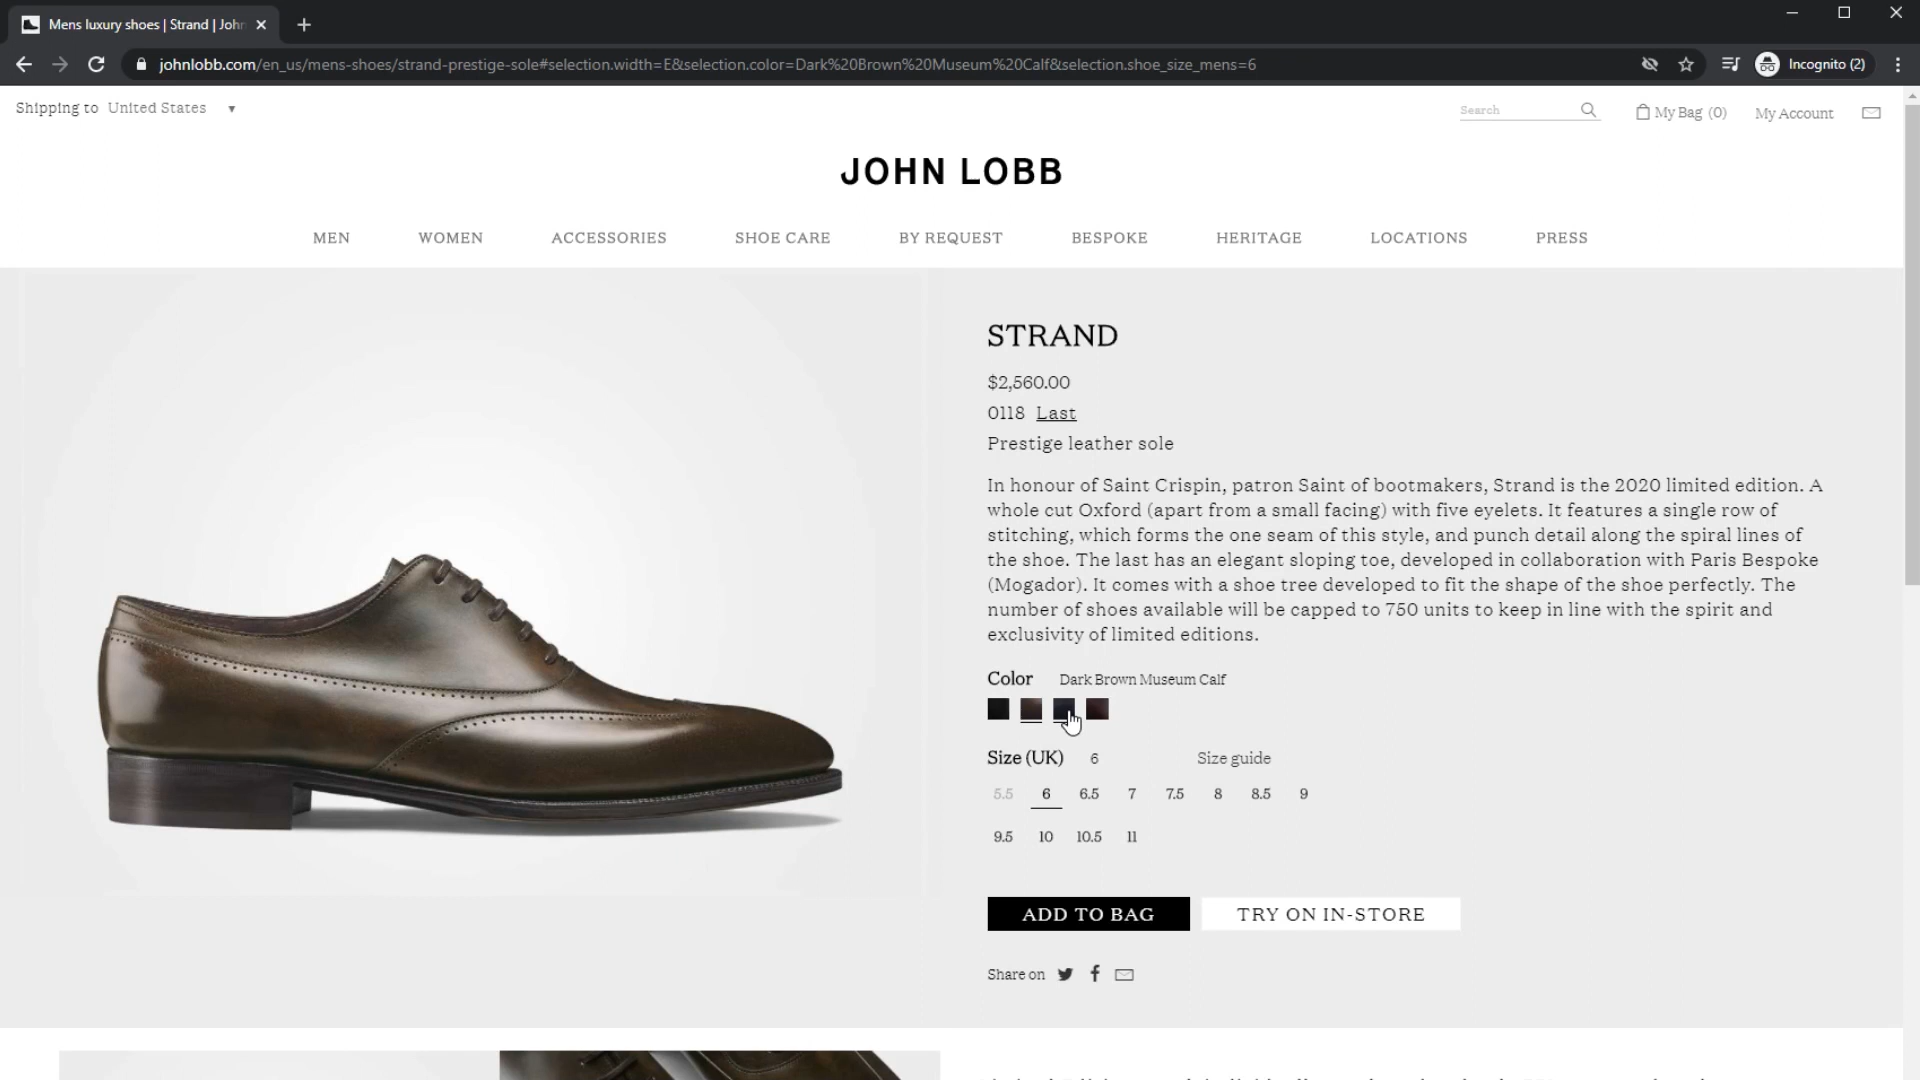 Mens luxury shoes | Strand | John
johnlobb.com/en_us/mens-shoes/strand-prestige-sole#selection.width=E&selection.color=Dark%20Brown%20Museum%20Calf&selection.shoe_size_mens=6
Incognito (2)
Shipping to United States
Search
My Bag (0)
My Account
JOHN LOBB
MEN WOMEN ACCESSORIES SHOE CARE BY REQUEST BESPOKE HERITAGE LOCATIONS PRESS
STRAND
$2,560.00
0118 Last
Prestige leather sole
In honour of Saint Crispin, patron Saint of bootmakers, Strand is the 2020 limited edition. A
whole cut Oxford (apart from a small facing) with five eyelets. It features a single row of
stitching, which forms the one seam of this style, and punch detail along the spiral lines of
the shoe. The last has an elegant sloping toe, developed in collaboration with Paris Bespoke
(Mogador). It comes with a shoe tree developed to fit the shape of the shoe perfectly. The
number of shoes available will be capped to 750 units to keep in line with the spirit and
exclusivity of limited editions.
Color Dark Brown Museum Calf
Size (UK) 6 Size guide
5.5 6 6.5 7 7.5 8 8.5 9
9.5 10 10.5 11
ADD TO BAG TRY ON IN-STORE
Share on